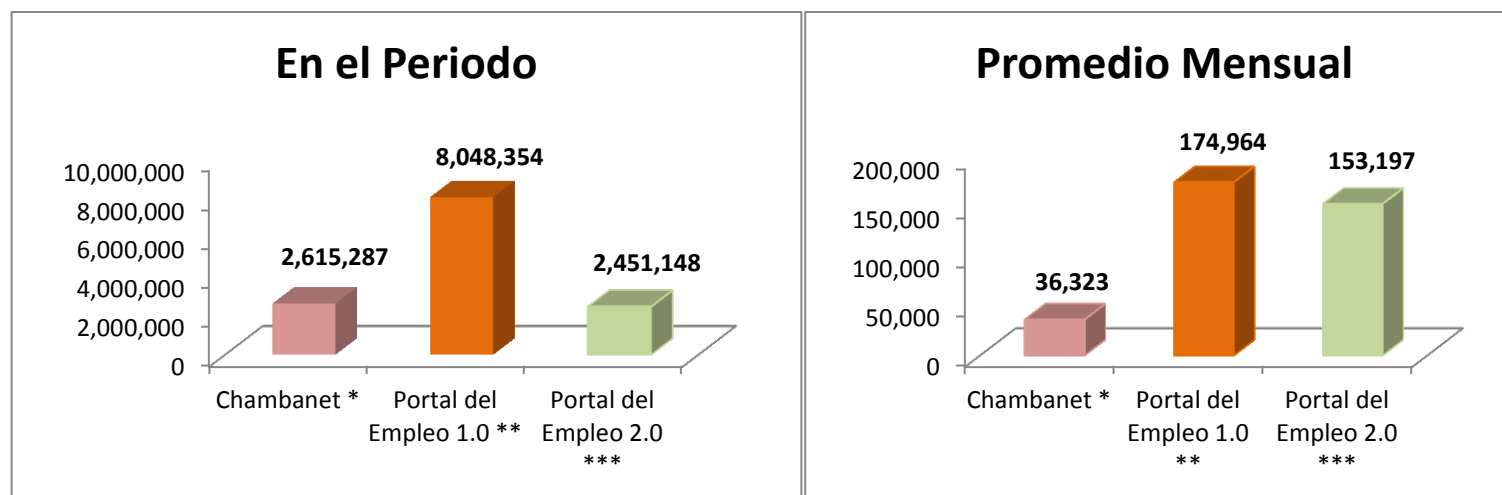 En el Periodo
8,048,354
2,615,287
2,451,148
10,000,000
8,000,000
6,000,000
4,000,000
2,000,000
0
Chambanet *
Portal del
Empleo 1.0 **
Portal del
Empleo 2.0
***
Promedio Mensual
174,964
153,197
36,323
200,000
150,000
100,000
50,000
0
Chambanet *
Portal del
Empleo 1.0
**
Portal del
Empleo 2.0
***